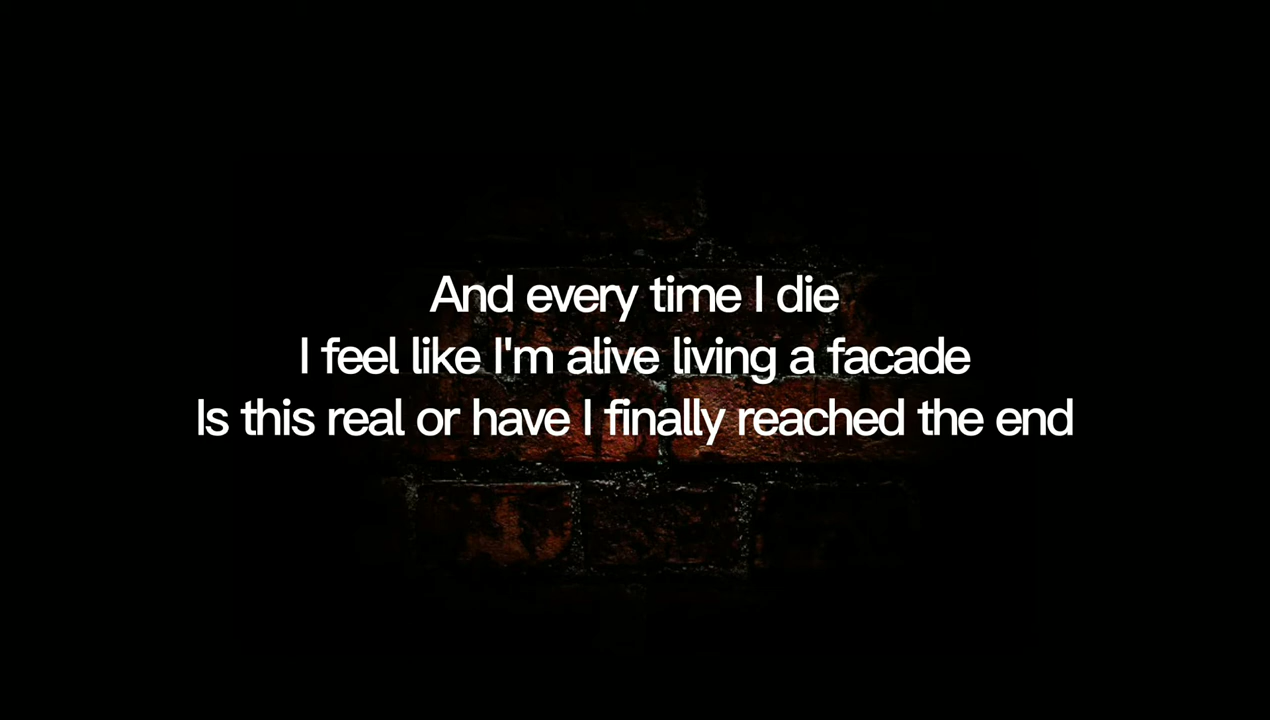 And every time I die
I feel like I'm alive living a facade
Is this real or have I finally reached the end